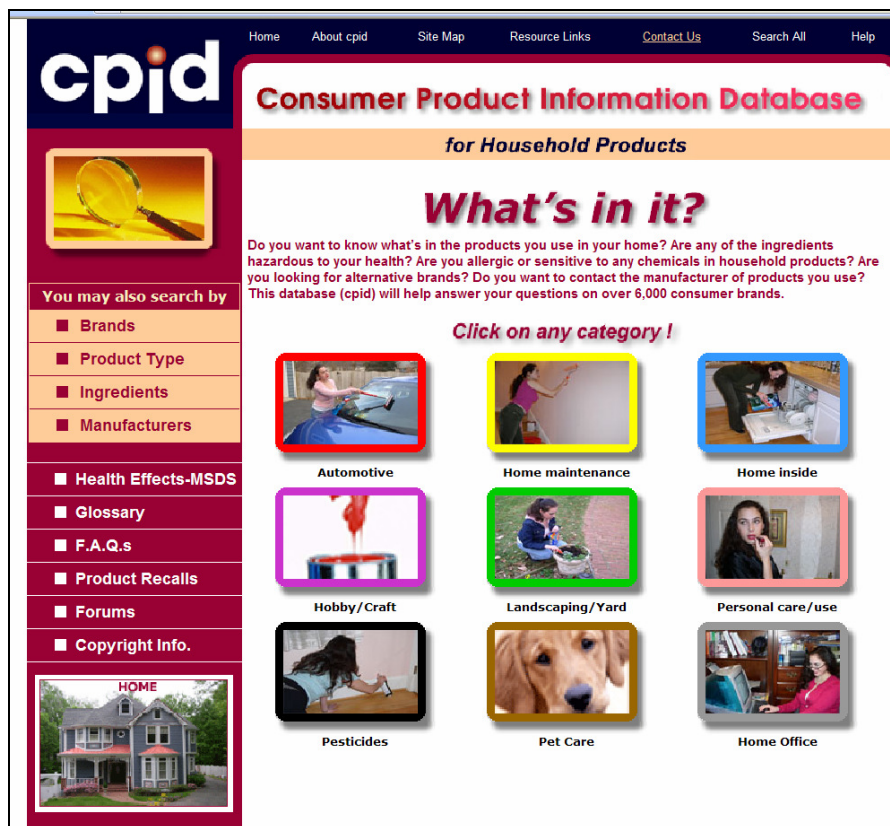 cpid
Home About cpid Site Map Resource Links Contact Us Search All Help
Consumer Product Information Database
for Household Products
What's in it?
Do you want to know what's in the products you use in your home? Are any of the ingredients
hazardous to your health? Are you allergic or sensitive to any chemicals in household products? Are
you looking for alternative brands? Do you want to contact the manufacturer of products you use?
This database (cpid) will help answer your questions on over 6,000 consumer brands.
You may also search by
Brands
Product Type
Ingredients
Manufacturers
Health Effects-MSDS
Glossary
F.A.Q.s
Product Recalls
Forums
Copyright Info.
HOME
Click on any category !
Automotive Home maintenance Home inside
Hobby/Craft Landscaping/Yard Personal care/use
Pesticides Pet Care Home Office